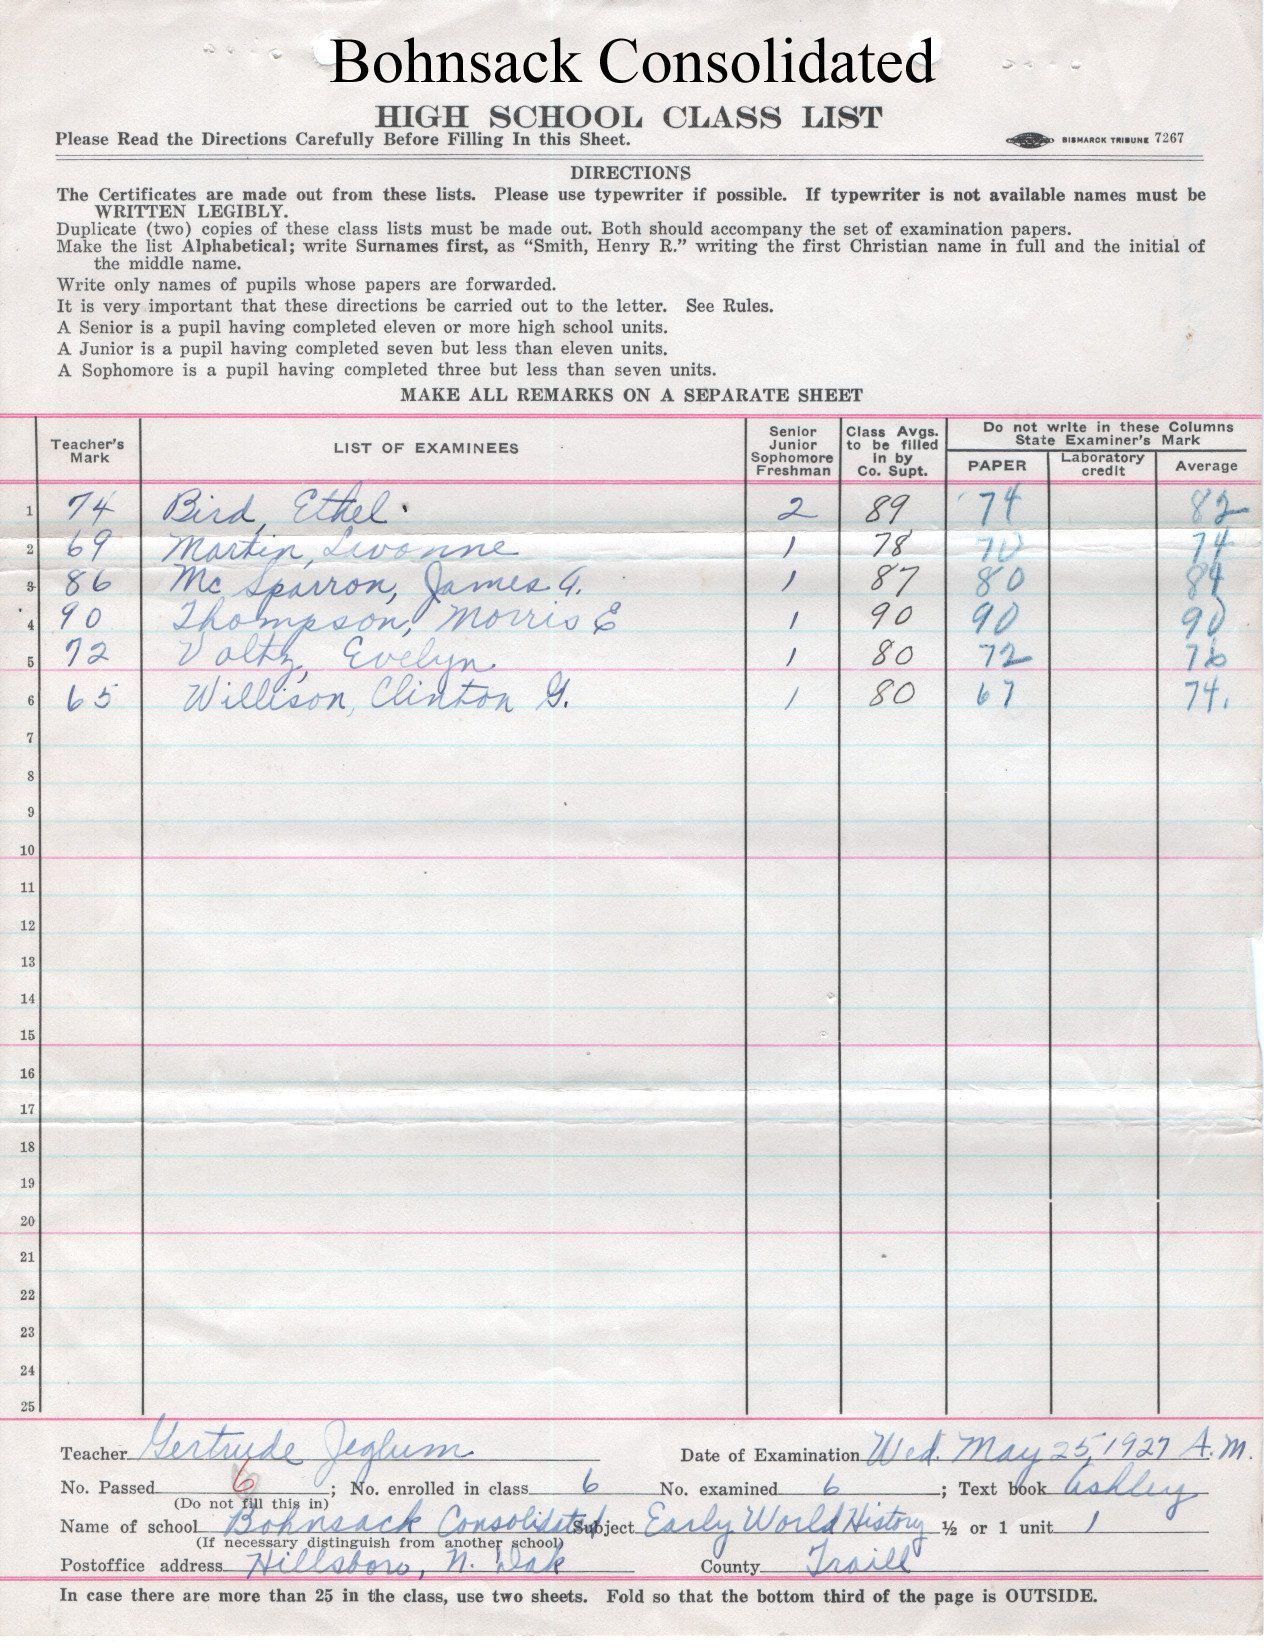 Bohnsack Consolidated
HIGH SCHOOL CLASS LIST
Please Read the Directions Carefully Before Filling In this Sheet.
BISMARCK TRIBUNE 7267
DIRECTIONS
The Certificates are made out from these lists. Please use typewriter if possible. If typewriter is not available names must be
WRITTEN LEGIBLY.
Duplicate (two) copies of these class lists must be made out. Both should accompany the set of examination papers.
Make the list Alphabetical; write Surnames first, as “Smith, Henry R.” writing the first Christian name in full and the initial of
the middle name.
Write only names of pupils whose papers are forwarded.
It is very important that these directions be carried out to the letter. See Rules.
A Senior is a pupil having completed eleven or more high school units.
A Junior is a pupil having completed seven but less than eleven units.
A Sophomore is a pupil having completed three but less than seven units.
MAKE ALL REMARKS ON A SEPARATE SHEET
Teacher's Mark LIST OF EXAMINEES Senior Junior Sophomore Freshman Class Avgs. to be filled in by Co. Supt. Do not write in these Columns State Examiner's Mark PAPER Laboratory credit Average
1 74 Bird, Ethel 2 89 74 82
2 69 Martin, Livonne 1 78 70 74
3 86 Mc Sparron, James A. 1 87 80 84
4 90 Thompson, Morris E 1 90 90 90
5 72 Voltz, Evelyn 1 80 72 76
6 65 Willison, Clinton G. 1 80 67 74.
7
8
9
10
11
12
13
14
15
16
17
18
19
20
21
22
23
24
25
Teacher Gertrude Jeglum Date of Examination Wed. May 25, 1927 A.M.
No. Passed 6; No. enrolled in class 6 No. examined 6; Text book Ashley
(Do not fill this in)
Name of school Bohnsack Consolidated Subject Early World History ½ or 1 unit 1
(If necessary distinguish from another school)
Postoffice address Hillsboro, N. Dak County Traill
In case there are more than 25 in the class, use two sheets. Fold so that the bottom third of the page is OUTSIDE.